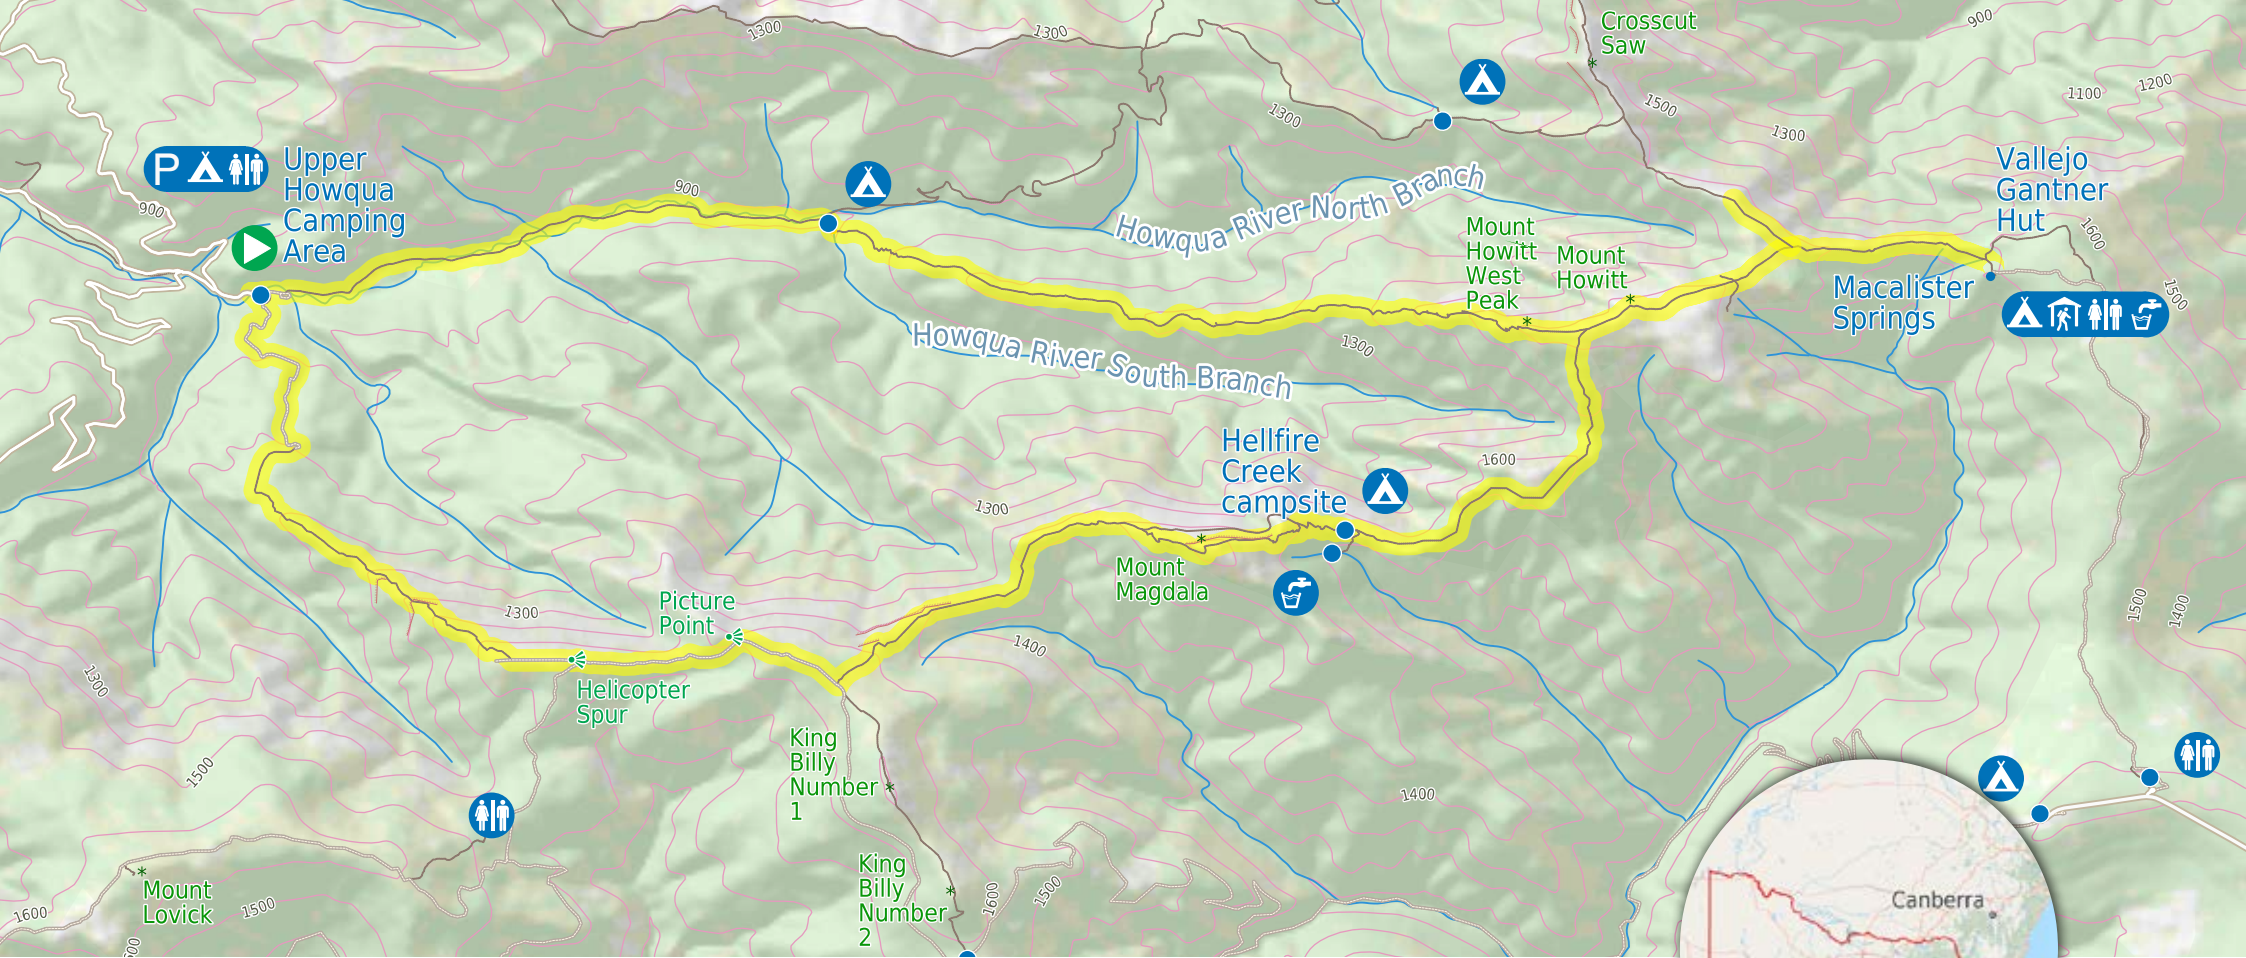 1300
1300
Crosscut
Saw
900
1200
1100
1500
1300
1300
P
Upper
Howqua
Camping
Area
900
900
Howqua River North Branch
Vallejo
Gantner
Hut
1600
1500
Mount
Howitt
West
Peak
Mount
Howitt
Macalister
Springs
1300
Howqua River South Branch
Hellfire
Creek
campsite
1600
1300
Mount
Magdala
1300
Picture
Point
1400
1500
1400
1300
Helicopter
Spur
King
Billy
Number
1
1500
1400
King
Billy
Number
2
1600
1500
Mount
Lovick
1600
1500
Canberra